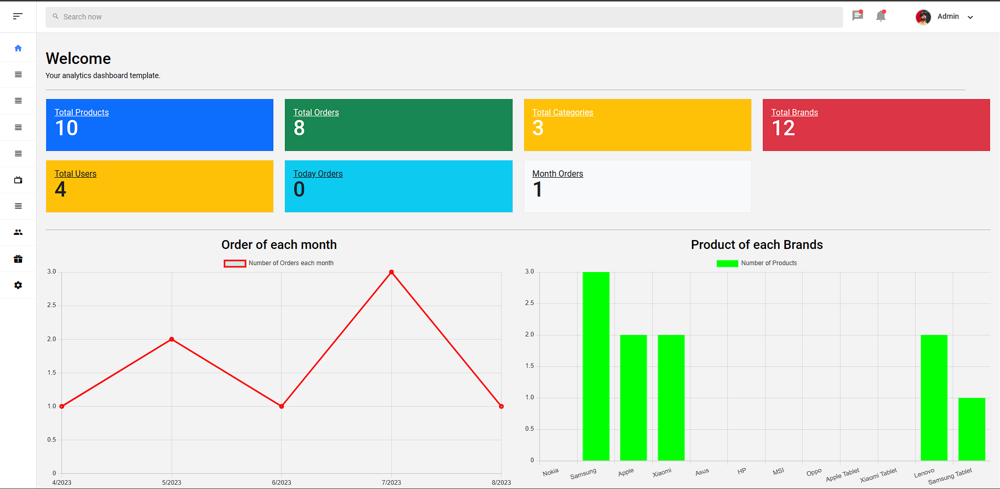 Search now
Admin
Welcome
Your analytics dashboard template.
Total Products
10
Total Orders
8
Total Categories
3
Total Brands
12
Total Users
4
Today Orders
0
Month Orders
1
Order of each month
Number of Orders each month
3.0
2.5
2.0
1.5
1.0
0.5
0
4/2023 5/2023 6/2023 7/2023 8/2023
Product of each Brands
Number of Products
3.0
2.5
2.0
1.5
1.0
0.5
0
Nokia Samsung Apple Xiaomi Asus HP MSI Oppo Apple Tablet Xiaomi Tablet Lenovo Samsung Tablet